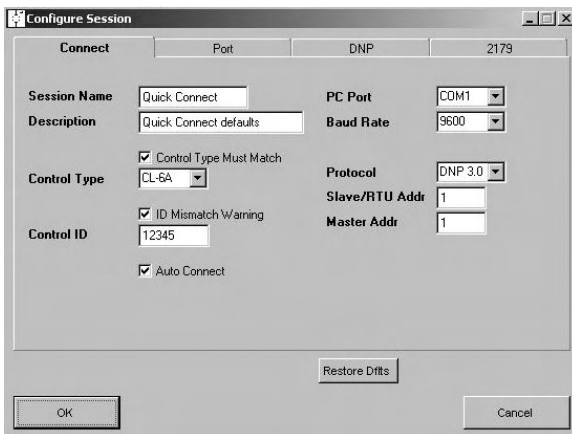 Configure Session
Connect Port DNP 2179
Session Name Quick Connect PC Port COM1
Description Quick Connect defaults Baud Rate 9600
Control Type Must Match
Control Type CL-6A Protocol DNP 3.0
Slave/RTU Addr 1
ID Mismatch Warning
Master Addr 1
Control ID 12345
Auto Connect
Restore Dflts
OK Cancel